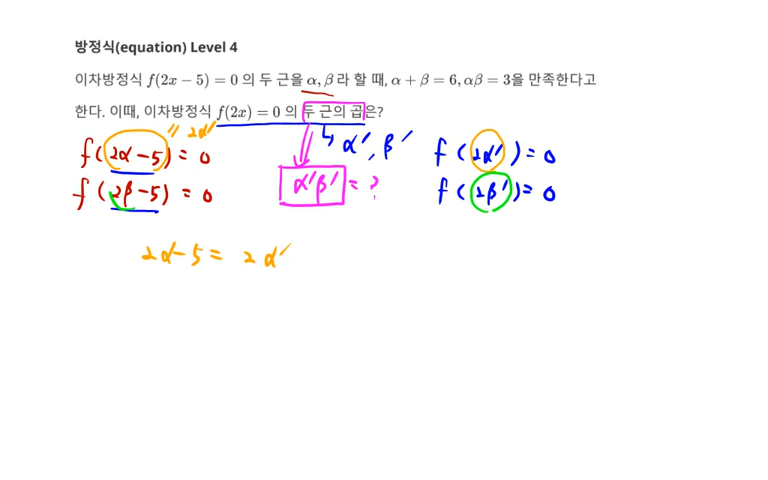 방정식(equation) Level 4
이차방정식 f(2x − 5) = 0 의 두 근을 α, β 라 할 때, α + β = 6, αβ = 3을 만족한다고
한다. 이때, 이차방정식 f(2x) = 0 의 두 근의 곱은?
" 2α′
↳ α′, β′
f(2α−5) = 0
f(2β−5) = 0
α′β′ = ?
f(2α′) = 0
f(2β′) = 0
2α−5 = 2α′